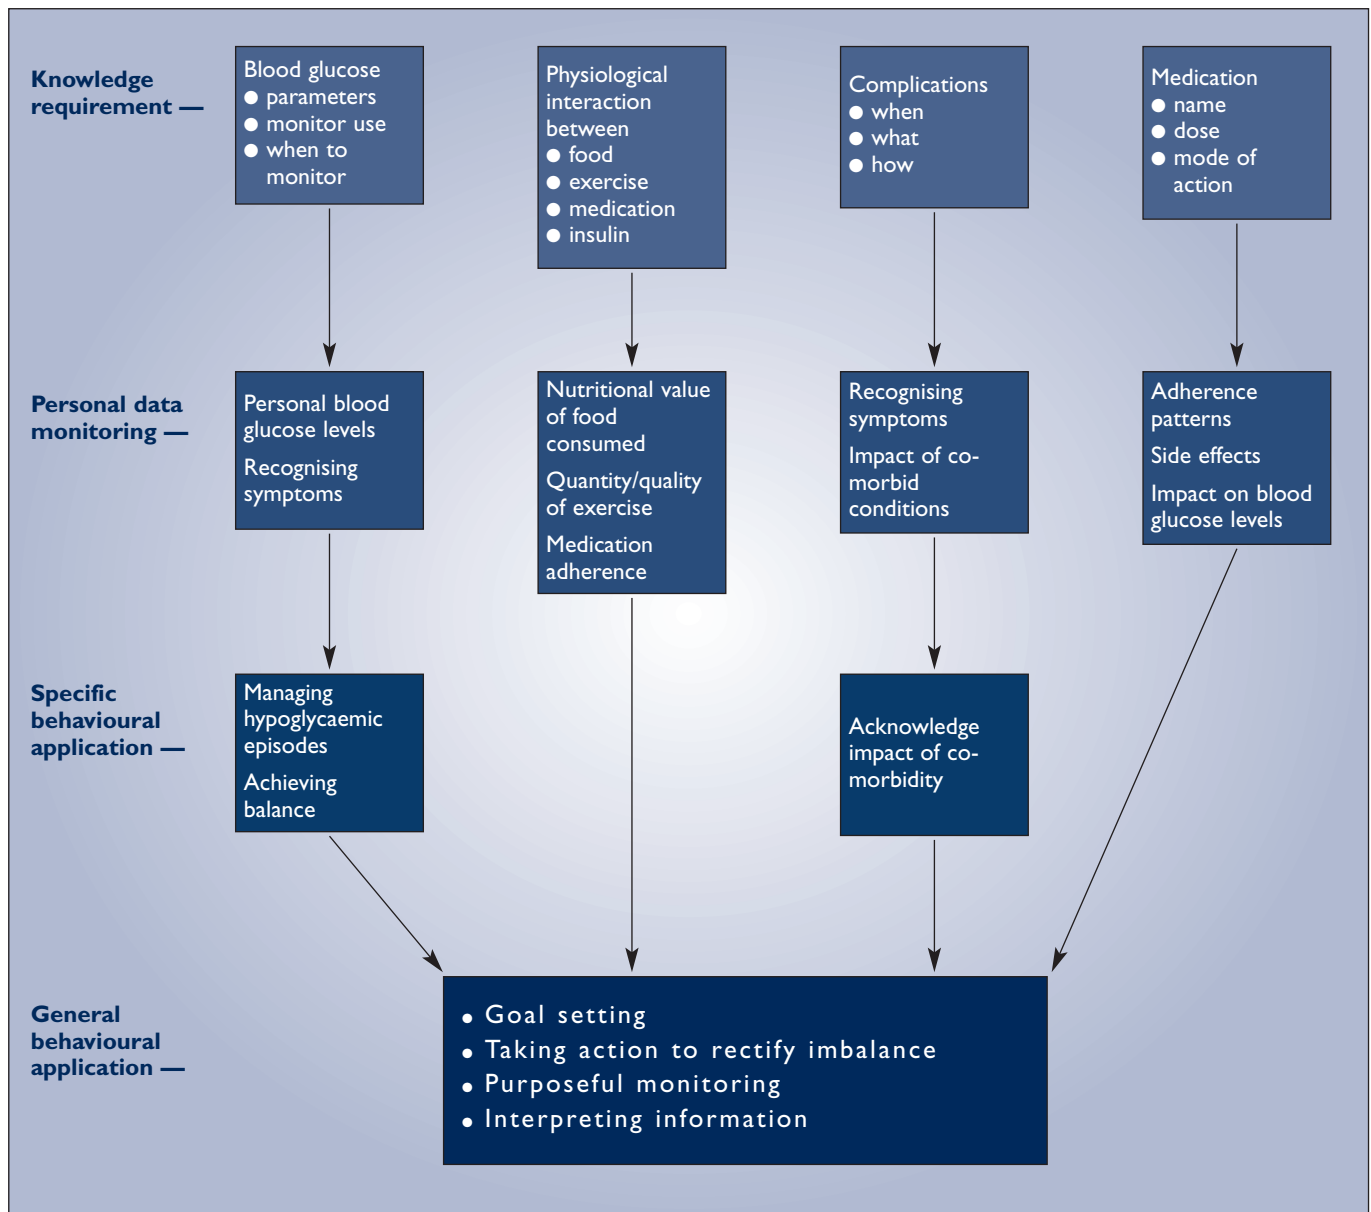 Knowledge
requirement —
Blood glucose
● parameters
● monitor use
● when to
monitor
Physiological
interaction
between
● food
● exercise
● medication
● insulin
Complications
● when
● what
● how
Medication
● name
● dose
● mode of
action
Personal data
monitoring —
Personal blood
glucose levels
Recognising
symptoms
Nutritional value
of food
consumed
Quantity/quality
of exercise
Medication
adherence
Recognising
symptoms
Impact of co-
morbid
conditions
Adherence
patterns
Side effects
Impact on blood
glucose levels
Specific
behavioural
application —
Managing
hypoglycaemic
episodes
Achieving
balance
Acknowledge
impact of co-
morbidity
General
behavioural
application —
● Goal setting
● Taking action to rectify imbalance
● Purposeful monitoring
● Interpreting information